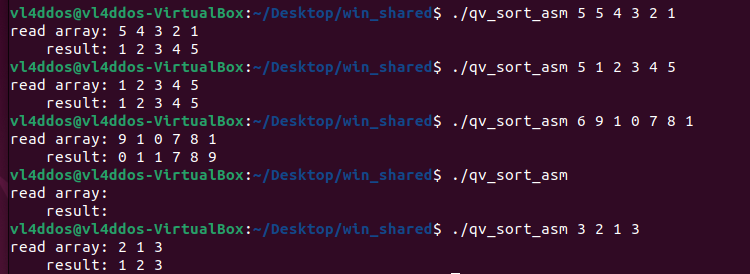 vl4ddos@vl4ddos-VirtualBox:~/Desktop/win_shared$ ./qv_sort_asm 5 5 4 3 2 1
read array: 5 4 3 2 1
    result: 1 2 3 4 5
vl4ddos@vl4ddos-VirtualBox:~/Desktop/win_shared$ ./qv_sort_asm 5 1 2 3 4 5
read array: 1 2 3 4 5
    result: 1 2 3 4 5
vl4ddos@vl4ddos-VirtualBox:~/Desktop/win_shared$ ./qv_sort_asm 6 9 1 0 7 8 1
read array: 9 1 0 7 8 1
    result: 0 1 1 7 8 9
vl4ddos@vl4ddos-VirtualBox:~/Desktop/win_shared$ ./qv_sort_asm
read array:
    result:
vl4ddos@vl4ddos-VirtualBox:~/Desktop/win_shared$ ./qv_sort_asm 3 2 1 3
read array: 2 1 3
    result: 1 2 3